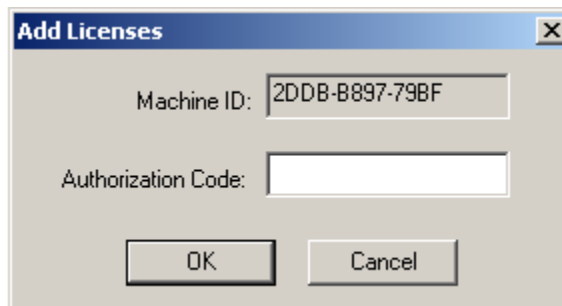 Add Licenses
Machine ID: 2DDB-B897-79BF
Authorization Code:
OK Cancel